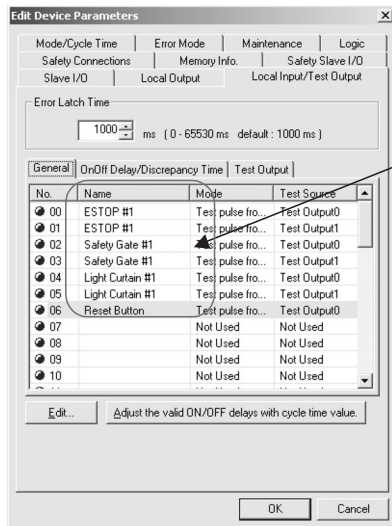 Edit Device Parameters
Mode/Cycle Time Error Mode Maintenance Logic
Safety Connections Memory Info. Safety Slave I/O
Slave I/O Local Output Local Input/Test Output
Error Latch Time
1000 ms ( 0 - 65530 ms default : 1000 ms )
General OnOff Delay/Discrepancy Time Test Output
No. Name Mode Test Source
00 ESTOP #1 Test pulse fro... Test Output0
01 ESTOP #1 Test pulse fro... Test Output1
02 Safety Gate #1 Test pulse fro... Test Output0
03 Safety Gate #1 Test pulse fro... Test Output1
04 Light Curtain #1 Test pulse fro... Test Output0
05 Light Curtain #1 Test pulse fro... Test Output1
06 Reset Button Test pulse fro... Test Output0
07 Not Used Not Used
08 Not Used Not Used
09 Not Used Not Used
10 Not Used Not Used
Edit... Adjust the valid ON/OFF delays with cycle time value.
OK Cancel